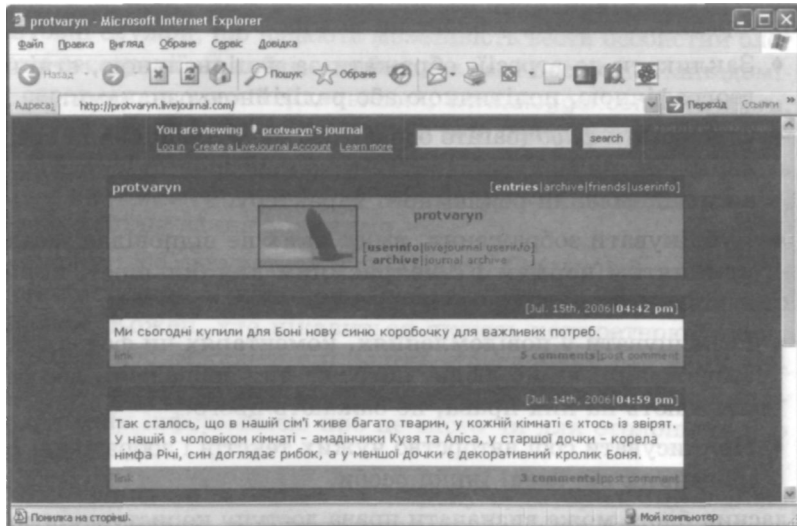 protvaryn - Microsoft Internet Explorer
Файл Правка Вигляд Обране Сервіс Довідка
Назад Пошук Обране
Адреса: http://protvaryn.livejournal.com/ Перехід Ссылки »
You are viewing protvaryn's journal
Log in Create a LiveJournal Account Learn more
search
protvaryn [entries|archive|friends|userinfo]
protvaryn
[userinfo|livejournal userinfo]
[archive|journal archive]
[Jul. 15th, 2006|04:42 pm]
Ми сьогодні купили для Боні нову синю коробочку для важливих потреб.
link 5 comments|post comment
[Jul. 14th, 2006|04:59 pm]
Так сталось, що в нашій сім'ї живе багато тварин, у кожній кімнаті є хтось із звірят.
У нашій з чоловіком кімнаті - амадінчики Кузя та Аліса, у старшої дочки - корела
німфа Річі, син доглядає рибок, а у меншої дочки є декоративний кролик Боня.
link 3 comments|post comment
Помилка на сторінці. Мой компьютер